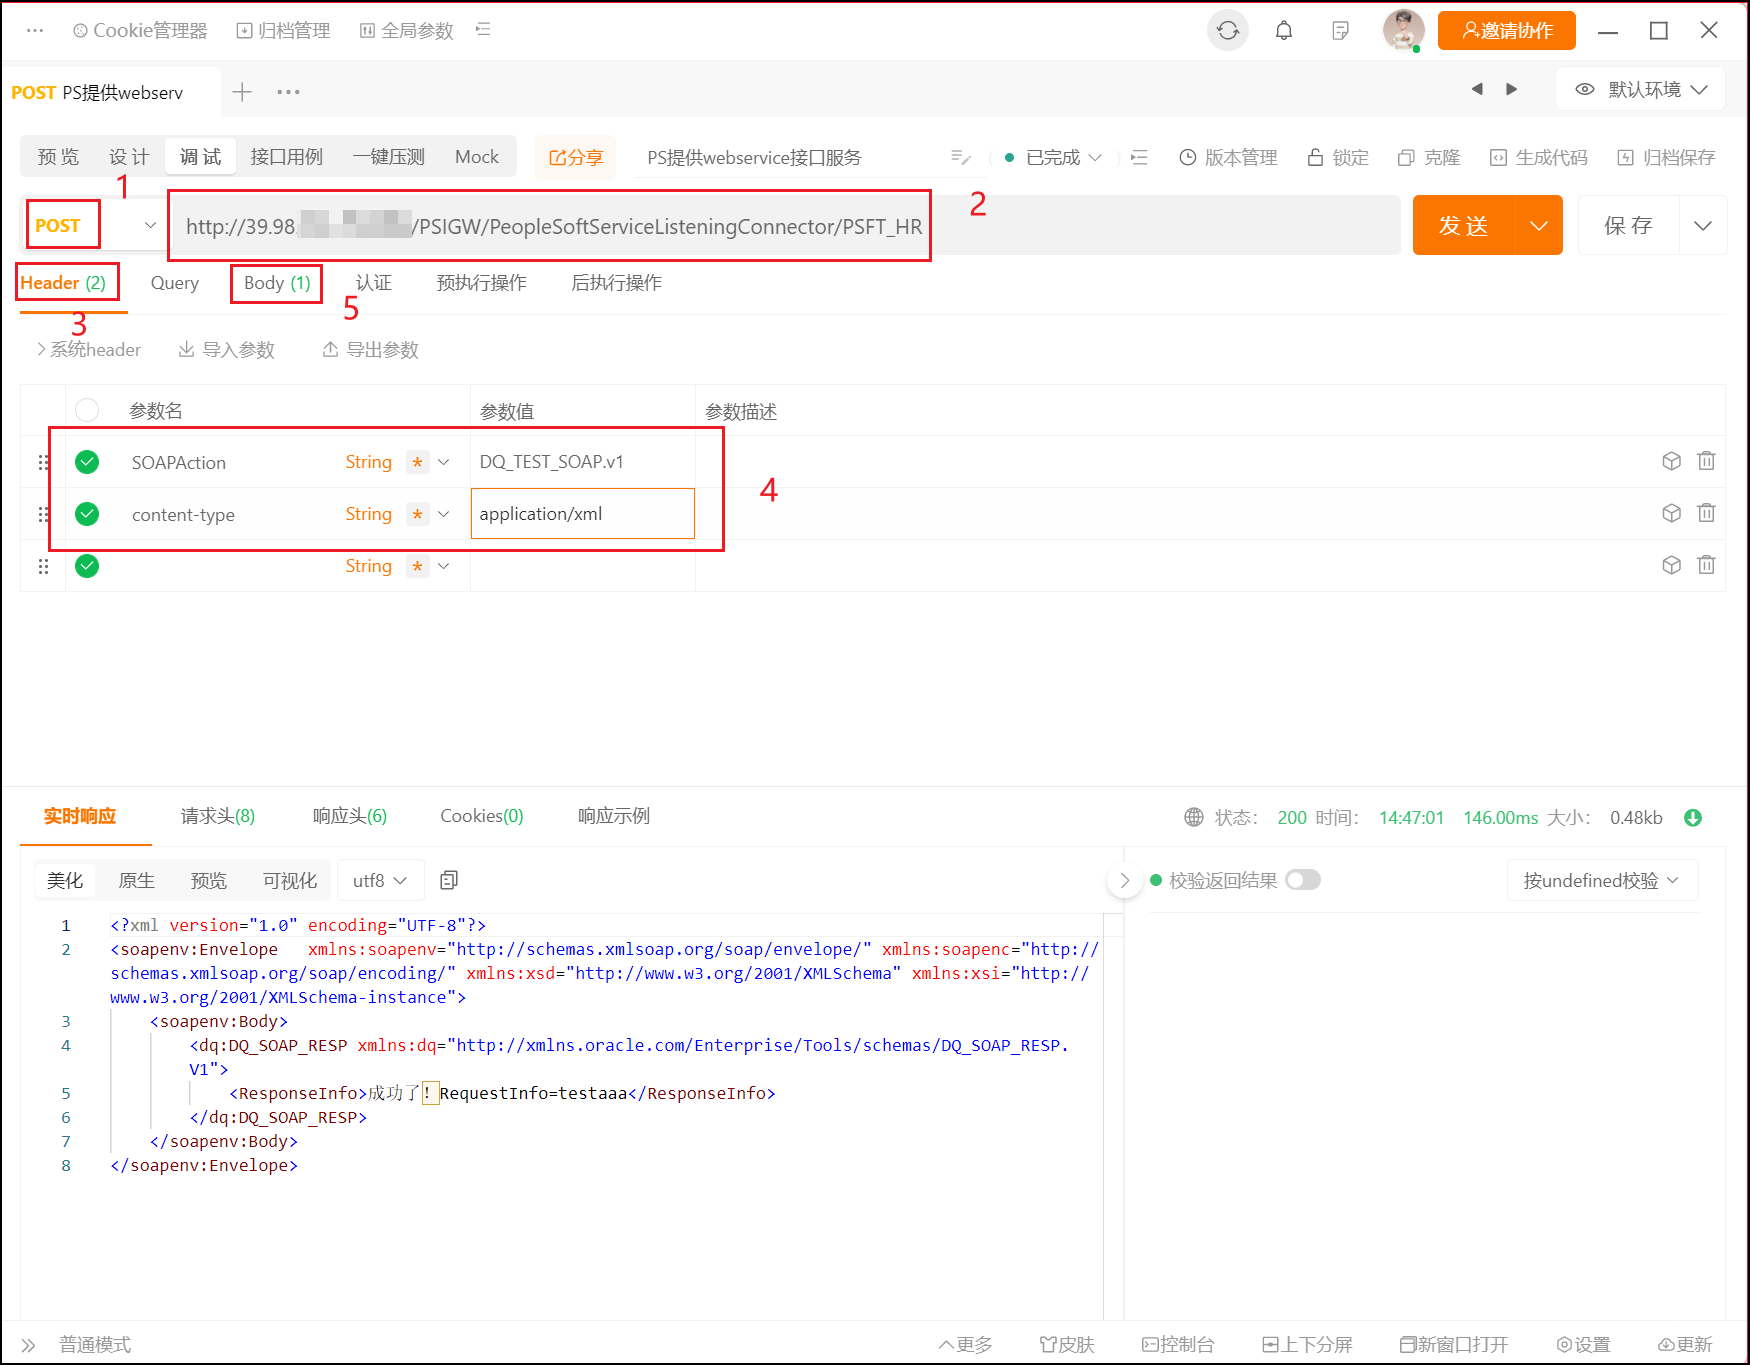 Cookie管理器 归档管理 全局参数 邀请协作
POST PS提供webserv 默认环境
预览 设计 调试 接口用例 一键压测 Mock 分享 PS提供webservice接口服务 已完成 版本管理 锁定 克隆 生成代码 归档保存
1
2
POST http://39.98. /PSIGW/PeopleSoftServiceListeningConnector/PSFT_HR 发送 保存
Header (2) Query Body (1) 认证 预执行操作 后执行操作
3
5
系统header 导入参数 导出参数
参数名 参数值 参数描述
SOAPAction String * DQ_TEST_SOAP.v1
4
content-type String * application/xml
String *
实时响应 请求头(8) 响应头(6) Cookies(0) 响应示例 状态: 200 时间: 14:47:01 146.00ms 大小: 0.48kb
美化 原生 预览 可视化 utf8 校验返回结果 按undefined校验
1 <?xml version="1.0" encoding="UTF-8"?>
2 <soapenv:Envelope xmlns:soapenv="http://schemas.xmlsoap.org/soap/envelope/" xmlns:soapenc="http://
schemas.xmlsoap.org/soap/encoding/" xmlns:xsd="http://www.w3.org/2001/XMLSchema" xmlns:xsi="http://
www.w3.org/2001/XMLSchema-instance">
3 <soapenv:Body>
4 <dq:DQ_SOAP_RESP xmlns:dq="http://xmlns.oracle.com/Enterprise/Tools/schemas/DQ_SOAP_RESP.
V1">
5 <ResponseInfo>成功了！RequestInfo=testaaa</ResponseInfo>
6 </dq:DQ_SOAP_RESP>
7 </soapenv:Body>
8 </soapenv:Envelope>
普通模式 更多 皮肤 控制台 上下分屏 新窗口打开 设置 更新